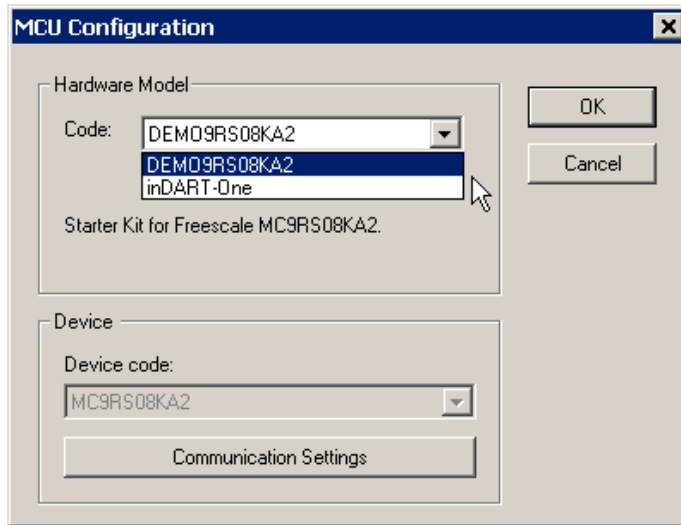 MCU Configuration
Hardware Model
Code: DEMO9RS08KA2
DEMO9RS08KA2
inDART-One
Starter Kit for Freescale MC9RS08KA2.
OK
Cancel
Device
Device code:
MC9RS08KA2
Communication Settings